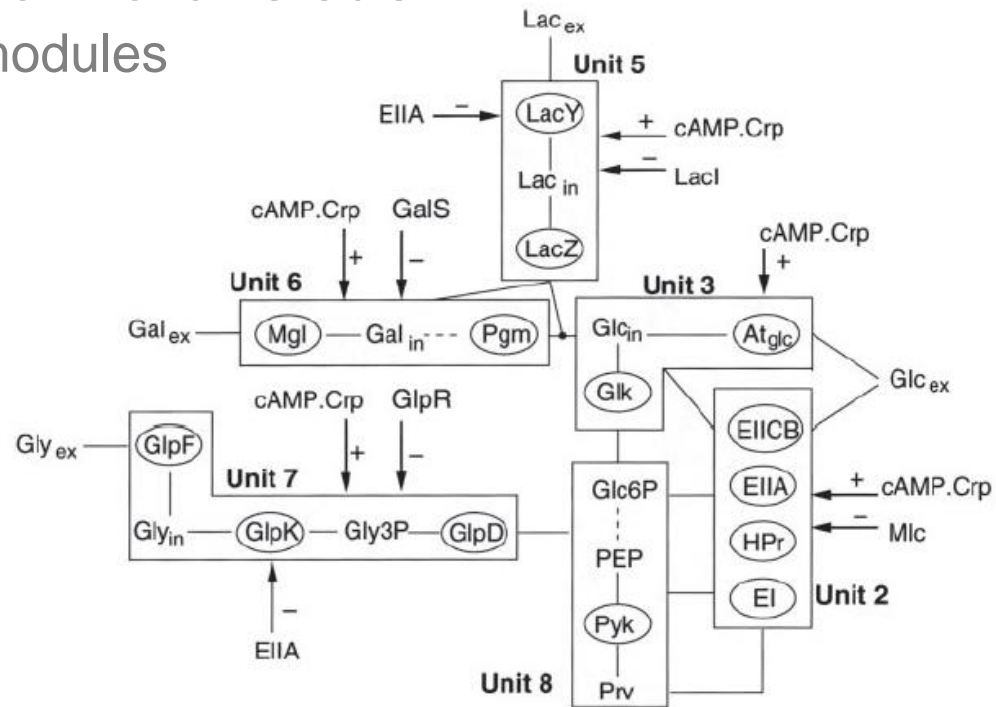 modules
Lac ex
Unit 5
EIIA
−
LacY
+
cAMP.Crp
−
LacI
Lac in
LacZ
cAMP.Crp
GalS
+
−
Unit 6
Gal ex
Mgl
Gal in
Pgm
cAMP.Crp
+
Unit 3
Glc in
At glc
Glk
Glc ex
cAMP.Crp
GlpR
+
−
Gly ex
GlpF
Unit 7
Gly in
GlpK
Gly3P
GlpD
−
EIIA
EIICB
EIIA
+
cAMP.Crp
−
Mlc
HPr
EI
Unit 2
Glc6P
PEP
Pyk
Prv
Unit 8